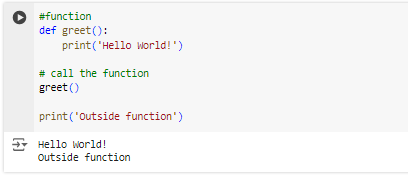 #function
def greet():
    print('Hello World!')
# call the function
greet()
print('Outside function')
Hello World!
Outside function